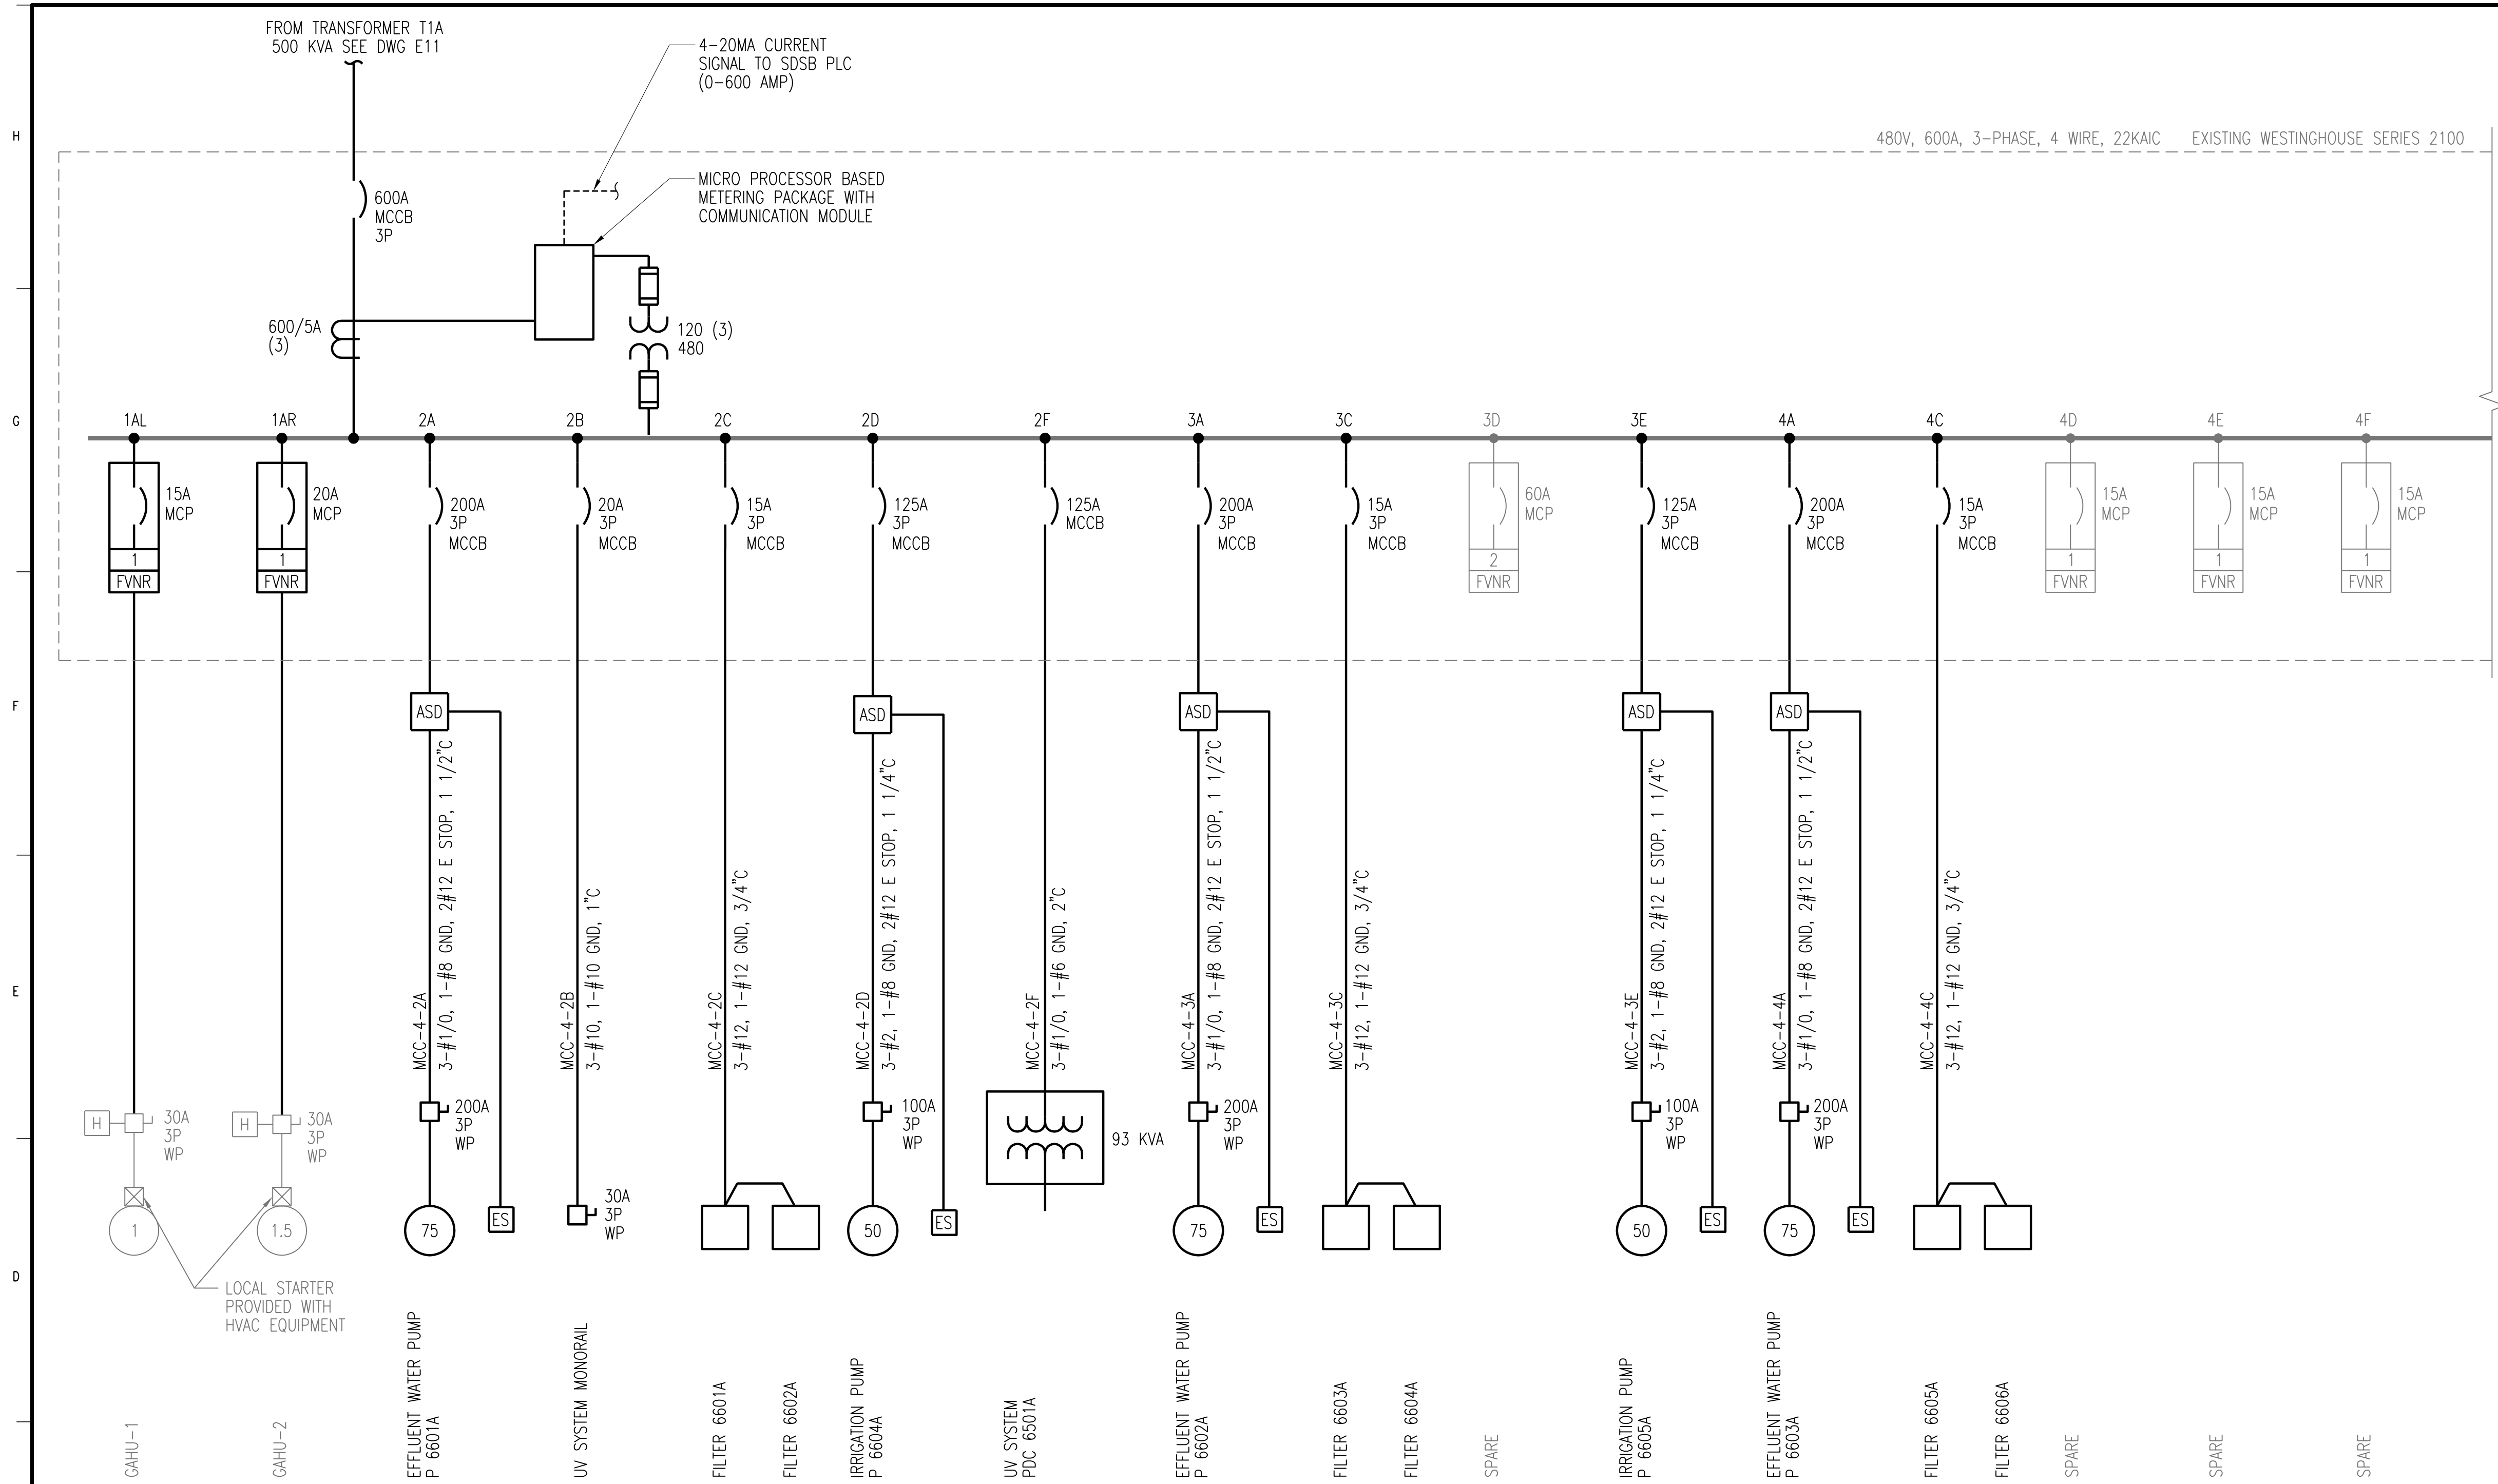 FROM TRANSFORMER T1A
500 KVA SEE DWG E11
4-20MA CURRENT
SIGNAL TO SDSB PLC
(0-600 AMP)
H
480V, 600A, 3-PHASE, 4 WIRE, 22KAIC EXISTING WESTINGHOUSE SERIES 2100
MICRO PROCESSOR BASED
METERING PACKAGE WITH
COMMUNICATION MODULE
600A
MCCB
3P
600/5A
(3)
120 (3)
480
G
1AL
1AR
2A
2B
2C
2D
2F
3A
3C
3D
3E
4A
4C
4D
4E
4F
15A
MCP
1
FVNR
20A
MCP
1
FVNR
200A
3P
MCCB
20A
3P
MCCB
15A
3P
MCCB
125A
3P
MCCB
125A
MCCB
200A
3P
MCCB
15A
3P
MCCB
60A
MCP
2
FVNR
125A
3P
MCCB
200A
3P
MCCB
15A
3P
MCCB
15A
MCP
1
FVNR
15A
MCP
1
FVNR
15A
MCP
1
FVNR
F
ASD
ASD
ASD
ASD
ASD
E
MCC-4-2A
3-#1/0, 1-#8 GND, 2#12 E STOP, 1 1/2"C
MCC-4-2B
3-#10, 1-#10 GND, 1"C
MCC-4-2C
3-#12, 1-#12 GND, 3/4"C
MCC-4-2D
3-#2, 1-#8 GND, 2#12 E STOP, 1 1/4"C
MCC-4-2F
3-#1/0, 1-#6 GND, 2"C
MCC-4-3A
3-#1/0, 1-#8 GND, 2#12 E STOP, 1 1/2"C
MCC-4-3C
3-#12, 1-#12 GND, 3/4"C
MCC-4-3E
3-#2, 1-#8 GND, 2#12 E STOP, 1 1/4"C
MCC-4-4A
3-#1/0, 1-#8 GND, 2#12 E STOP, 1 1/2"C
MCC-4-4C
3-#12, 1-#12 GND, 3/4"C
H
30A
3P
WP
H
30A
3P
WP
200A
3P
WP
30A
3P
WP
100A
3P
WP
93 KVA
200A
3P
WP
100A
3P
WP
200A
3P
WP
1
1.5
75
ES
50
ES
75
ES
50
ES
75
ES
D
LOCAL STARTER
PROVIDED WITH
HVAC EQUIPMENT
GAHU-1
GAHU-2
EFFLUENT WATER PUMP
P 6601A
UV SYSTEM MONORAIL
FILTER 6601A
FILTER 6602A
IRRIGATION PUMP
P 6604A
UV SYSTEM
PDC 6501A
EFFLUENT WATER PUMP
P 6602A
FILTER 6603A
FILTER 6604A
SPARE
IRRIGATION PUMP
P 6605A
EFFLUENT WATER PUMP
P 6603A
FILTER 6605A
FILTER 6606A
SPARE
SPARE
SPARE